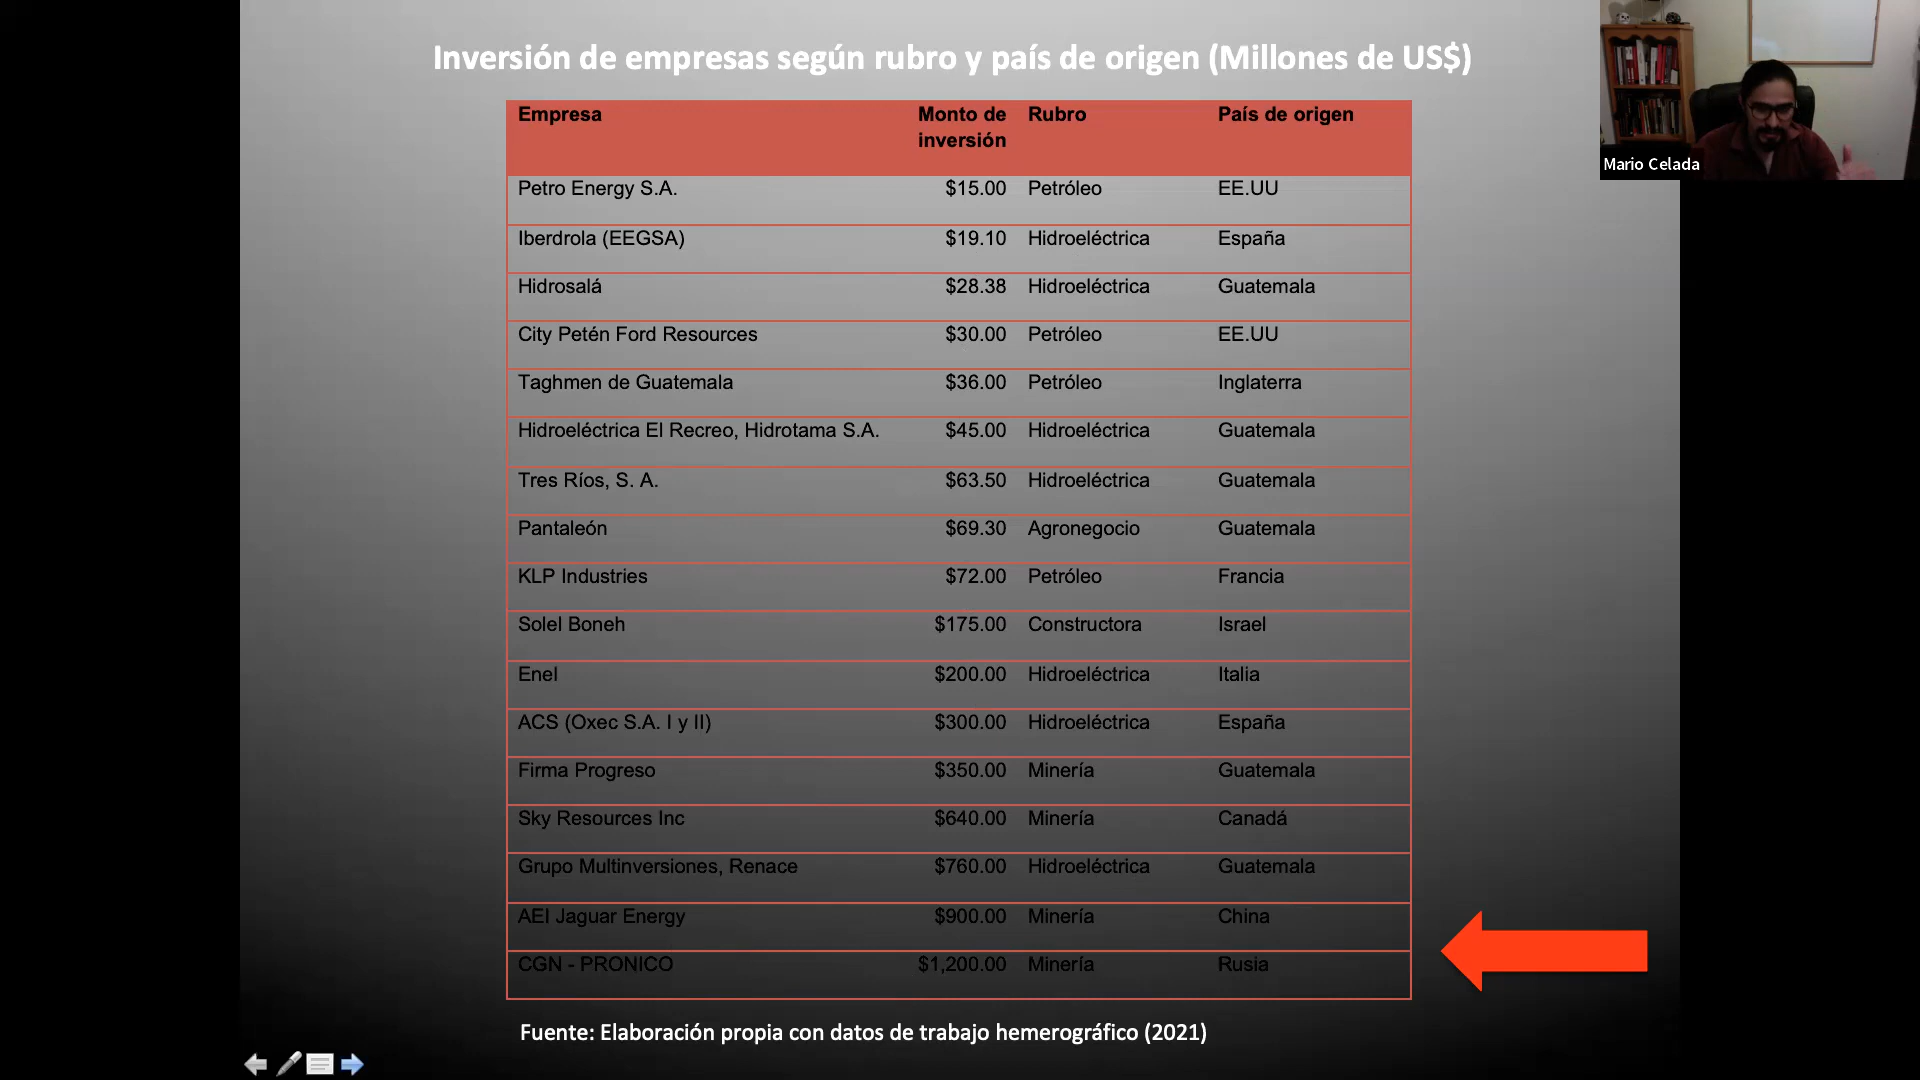 Inversión de empresas según rubro y país de origen (Millones de US$)
Empresa Monto de inversión Rubro País de origen
Petro Energy S.A. $15.00 Petróleo EE.UU
Iberdrola (EEGSA) $19.10 Hidroeléctrica España
Hidrosalá $28.38 Hidroeléctrica Guatemala
City Petén Ford Resources $30.00 Petróleo EE.UU
Taghmen de Guatemala $36.00 Petróleo Inglaterra
Hidroeléctrica El Recreo, Hidrotama S.A. $45.00 Hidroeléctrica Guatemala
Tres Ríos, S. A. $63.50 Hidroeléctrica Guatemala
Pantaleón $69.30 Agronegocio Guatemala
KLP Industries $72.00 Petróleo Francia
Solel Boneh $175.00 Constructora Israel
Enel $200.00 Hidroeléctrica Italia
ACS (Oxec S.A. I y II) $300.00 Hidroeléctrica España
Firma Progreso $350.00 Minería Guatemala
Sky Resources Inc $640.00 Minería Canadá
Grupo Multinversiones, Renace $760.00 Hidroeléctrica Guatemala
AEI Jaguar Energy $900.00 Minería China
CGN - PRONICO $1,200.00 Minería Rusia
Fuente: Elaboración propia con datos de trabajo hemerográfico (2021)
Mario Celada